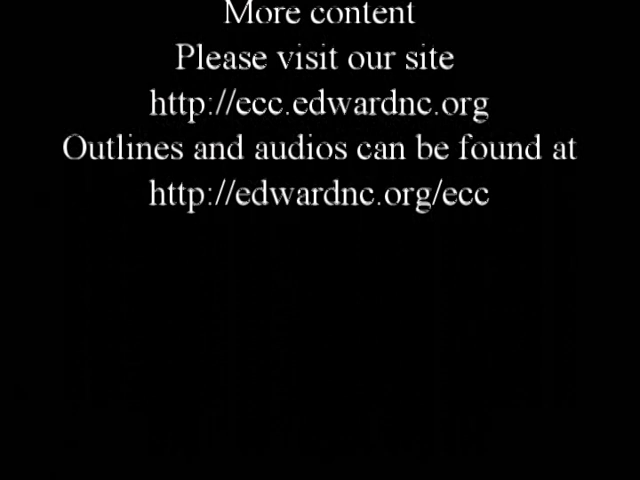 More content
Please visit our site
http://ecc.edwardnc.org
Outlines and audios can be found at
http://edwardnc.org/ecc